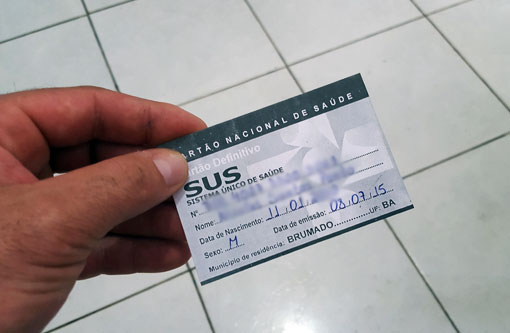 CARTÃO NACIONAL DE SAÚDE
Cartão Definitivo
SUS
SISTEMA ÚNICO DE SAÚDE
Nº
Nome:
Data de Nascimento: 11,01, Data de emissão: 08,07,15
Sexo: M
Município de residência: BRUMADO UF: BA